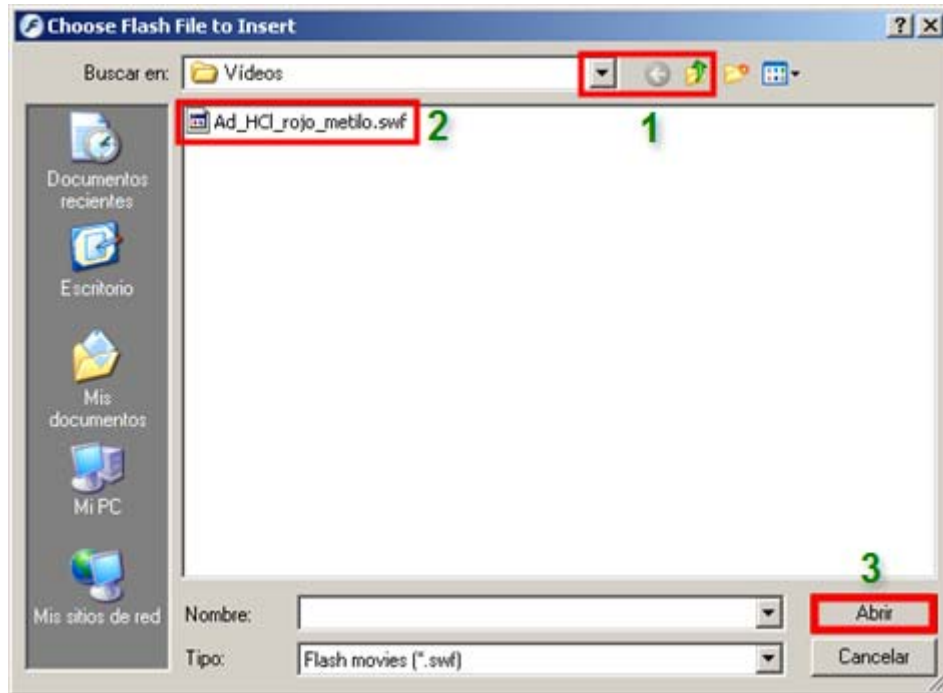 Choose Flash File to Insert
Buscar en:
Vídeos
1
Ad_HCl_rojo_metilo.swf
2
Documentos
recientes
Escritorio
Mis
documentos
Mi PC
Mis sitios de red
3
Nombre:
Abrir
Tipo:
Flash movies (*.swf)
Cancelar